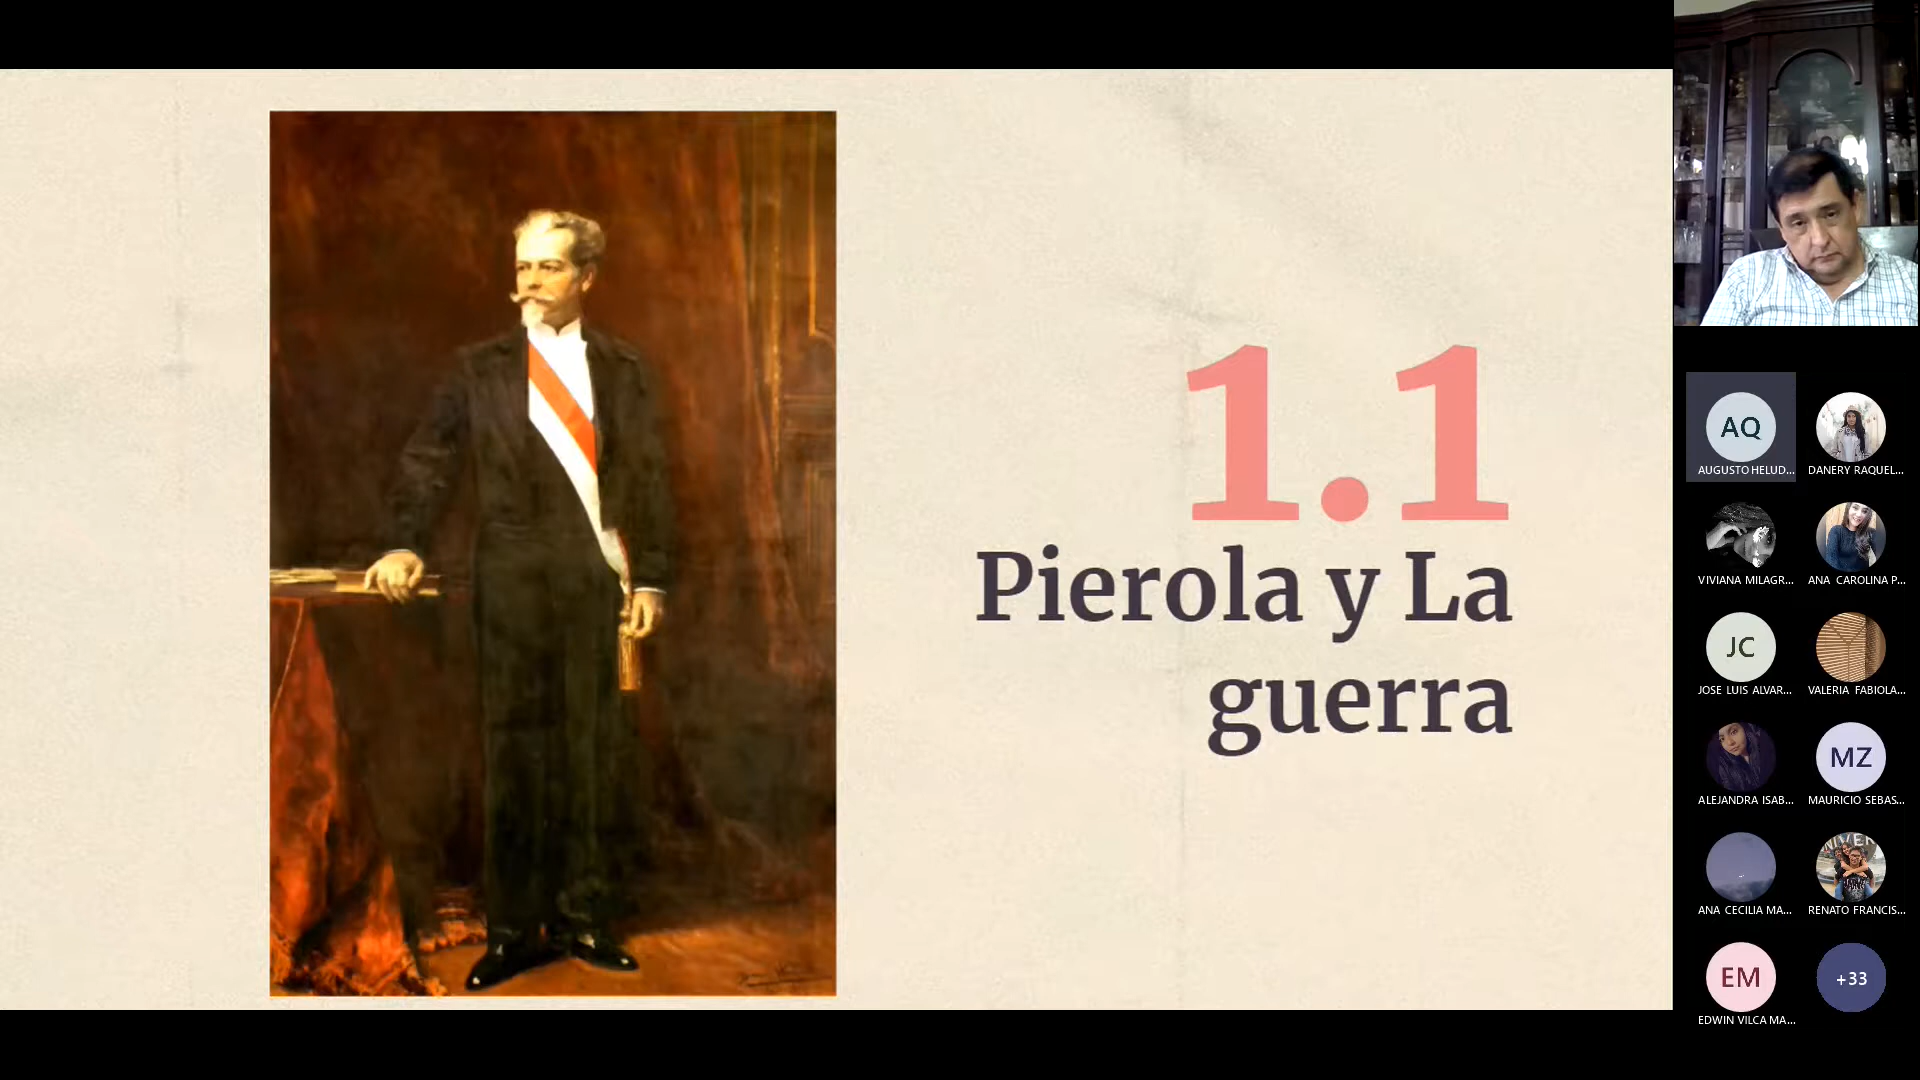 1.1
Pierola y La
guerra
AQ
AUGUSTO HELUD...
DANERY RAQUEL...
VIVIANA MILAGR...
ANA CAROLINA P...
JC
JOSE LUIS ALVAR...
VALERIA FABIOLA...
ALEJANDRA ISAB...
MZ
MAURICIO SEBAS...
ANA CECILIA MA...
NIVER
RENATO FRANCIS...
EM
EDWIN VILCA MA...
+33